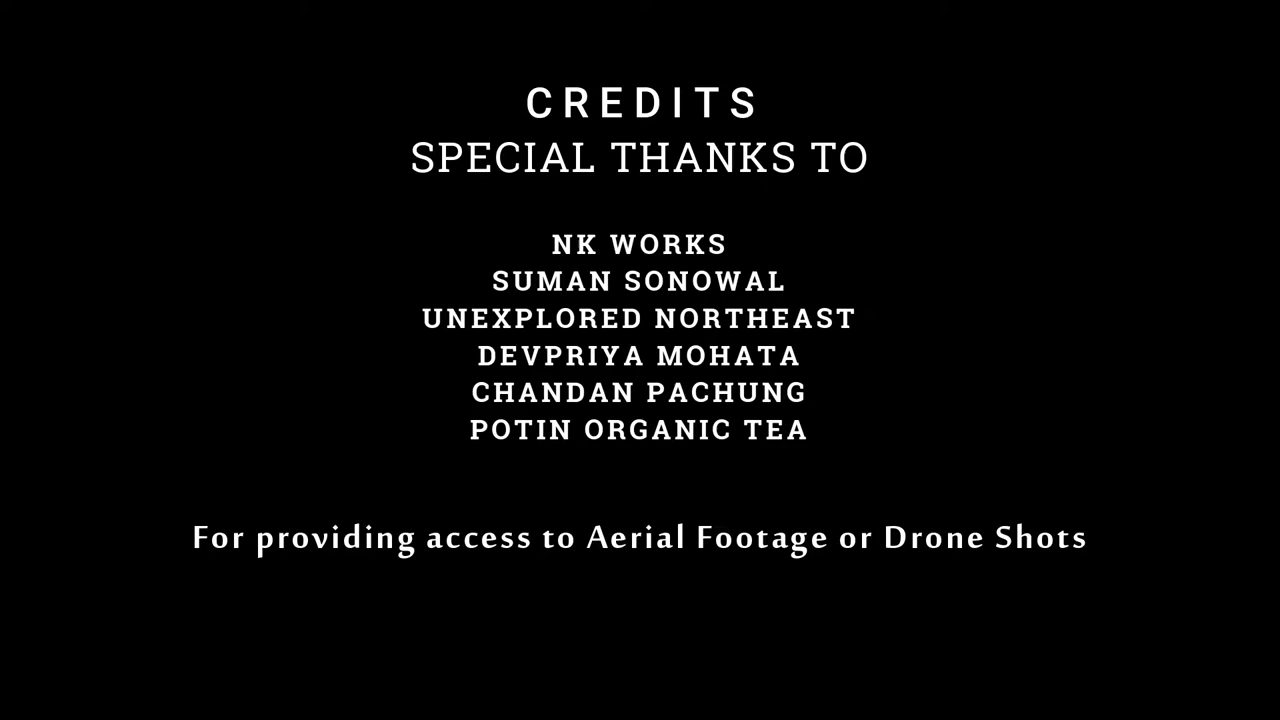 CREDITS
SPECIAL THANKS TO
NK WORKS
SUMAN SONOWAL
UNEXPLORED NORTHEAST
DEVPRIYA MOHATA
CHANDAN PACHUNG
POTIN ORGANIC TEA
For providing access to Aerial Footage or Drone Shots